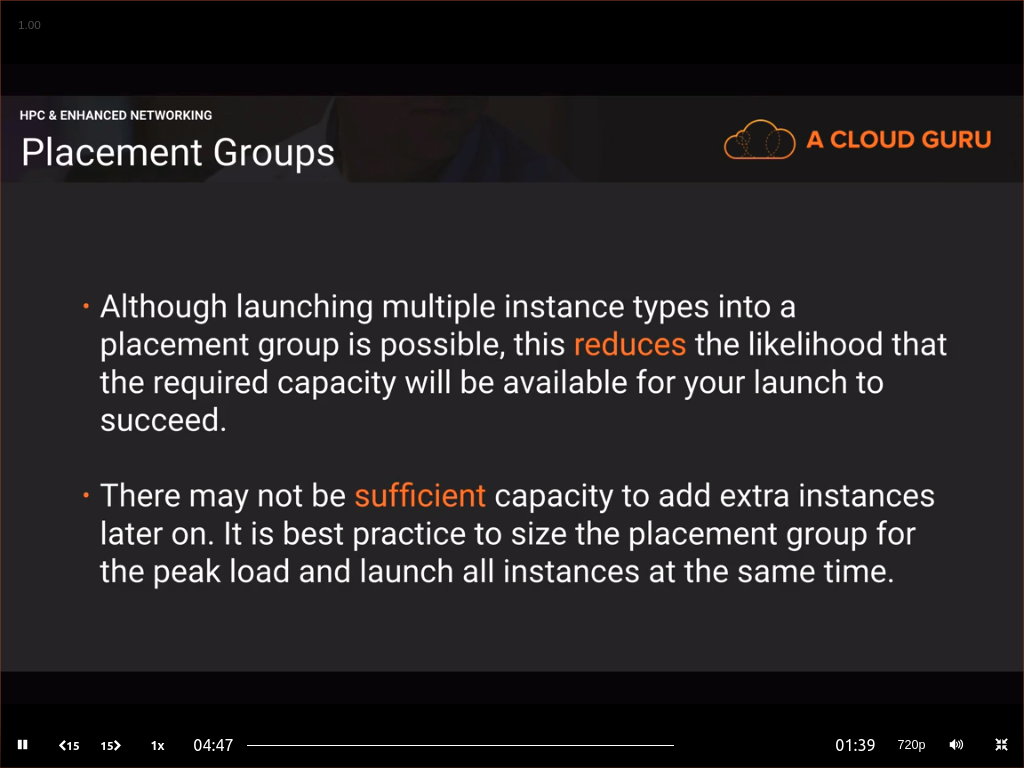 1.00
HPC & ENHANCED NETWORKING
Placement Groups
A CLOUD GURU
• Although launching multiple instance types into a
placement group is possible, this reduces the likelihood that
the required capacity will be available for your launch to
succeed.
• There may not be sufficient capacity to add extra instances
later on. It is best practice to size the placement group for
the peak load and launch all instances at the same time.
15 15 1x 04:47 01:39 720p